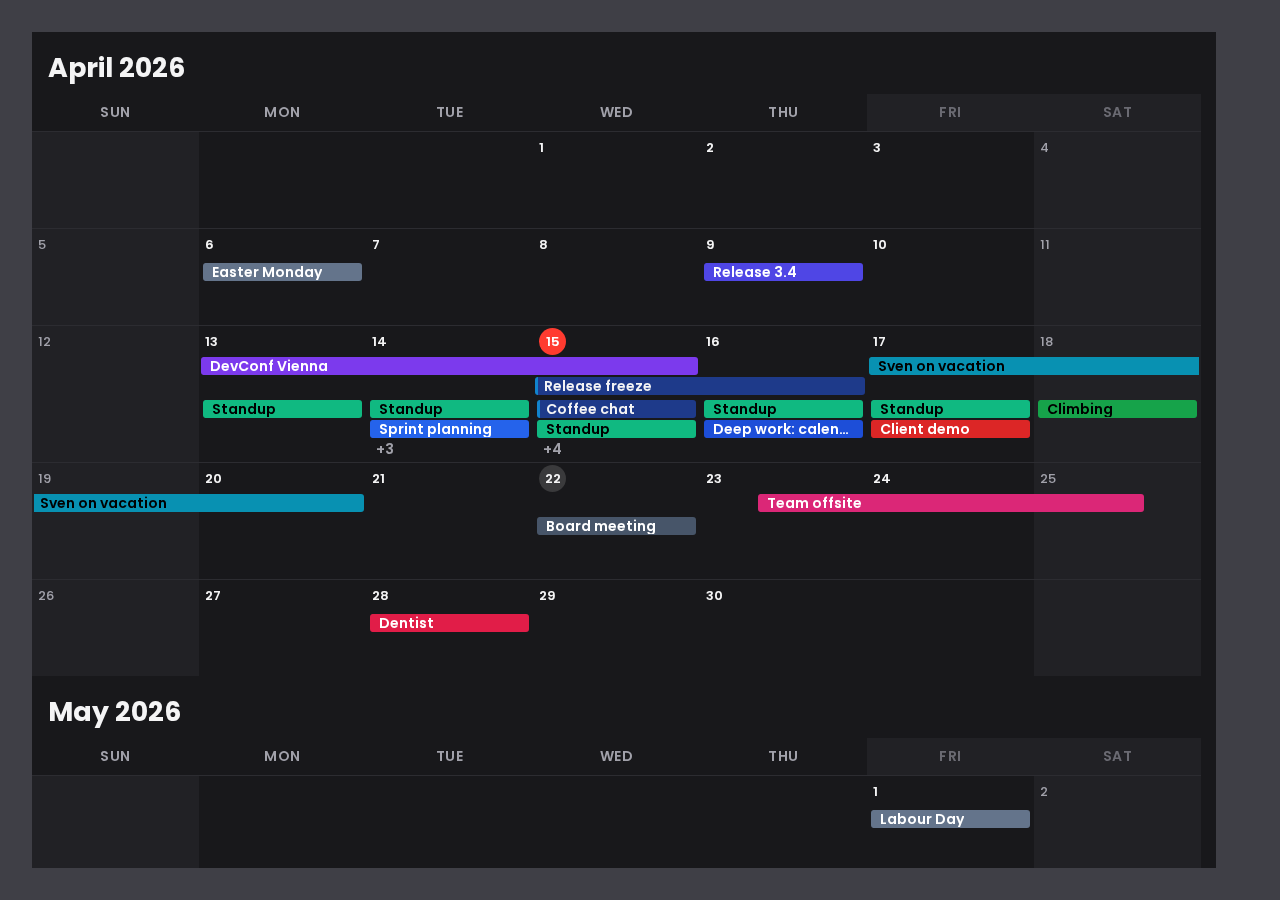 April 2026
SUN MON TUE WED THU FRI SAT
1 2 3 4
5 6 7 8 9 10 11
Easter Monday Release 3.4
12 13 14 15 16 17 18
DevConf Vienna Sven on vacation
Release freeze
Standup Standup Coffee chat Standup Standup Climbing
Sprint planning Standup Deep work: calen... Client demo
+3 +4
19 20 21 22 23 24 25
Sven on vacation Team offsite
Board meeting
26 27 28 29 30
Dentist
May 2026
SUN MON TUE WED THU FRI SAT
1 2
Labour Day